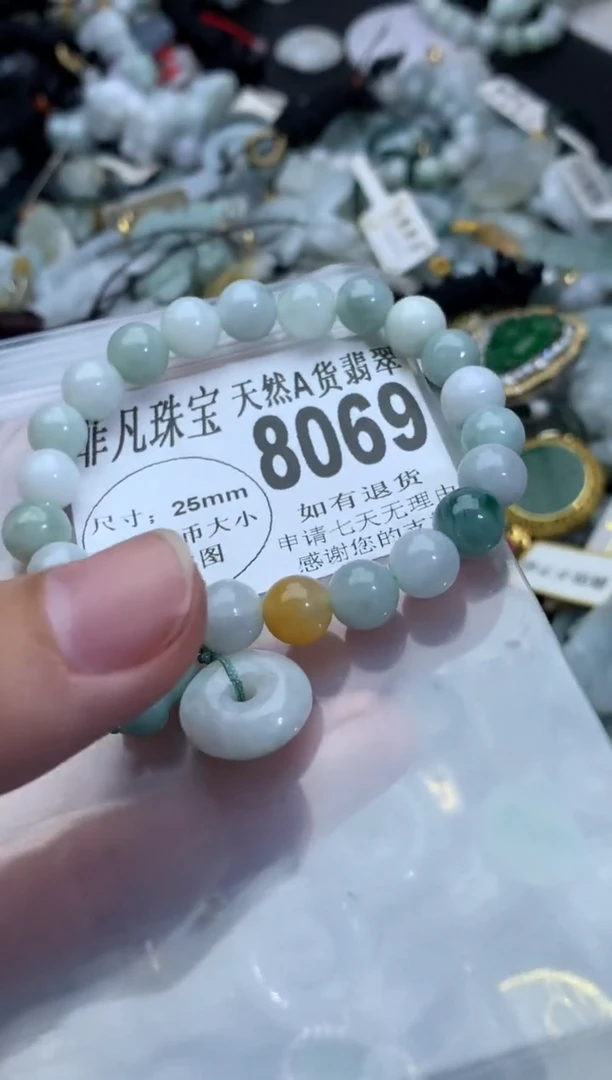 非凡珠宝 天然A货翡翠
8069
尺寸：25mm
币大小
图
如有退货
申请七天无理由
感谢您的支